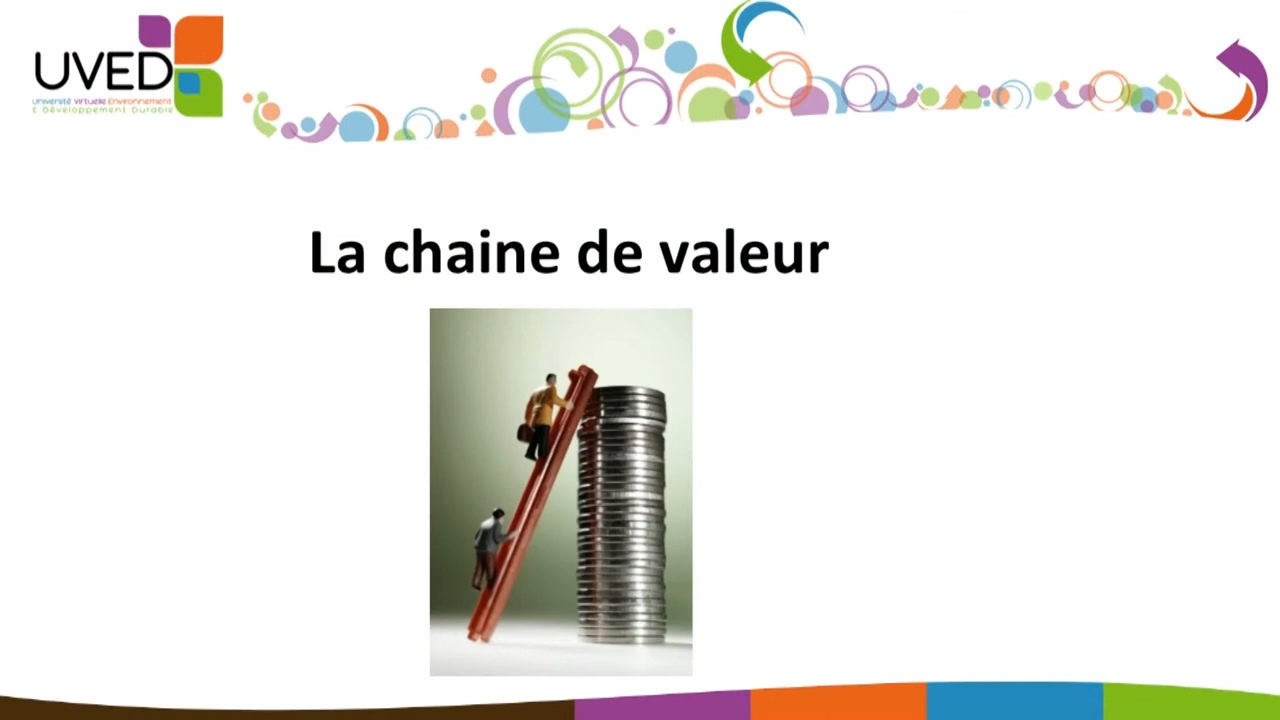 UVED
Université Virtuelle Environnement
& Développement Durable
La chaine de valeur